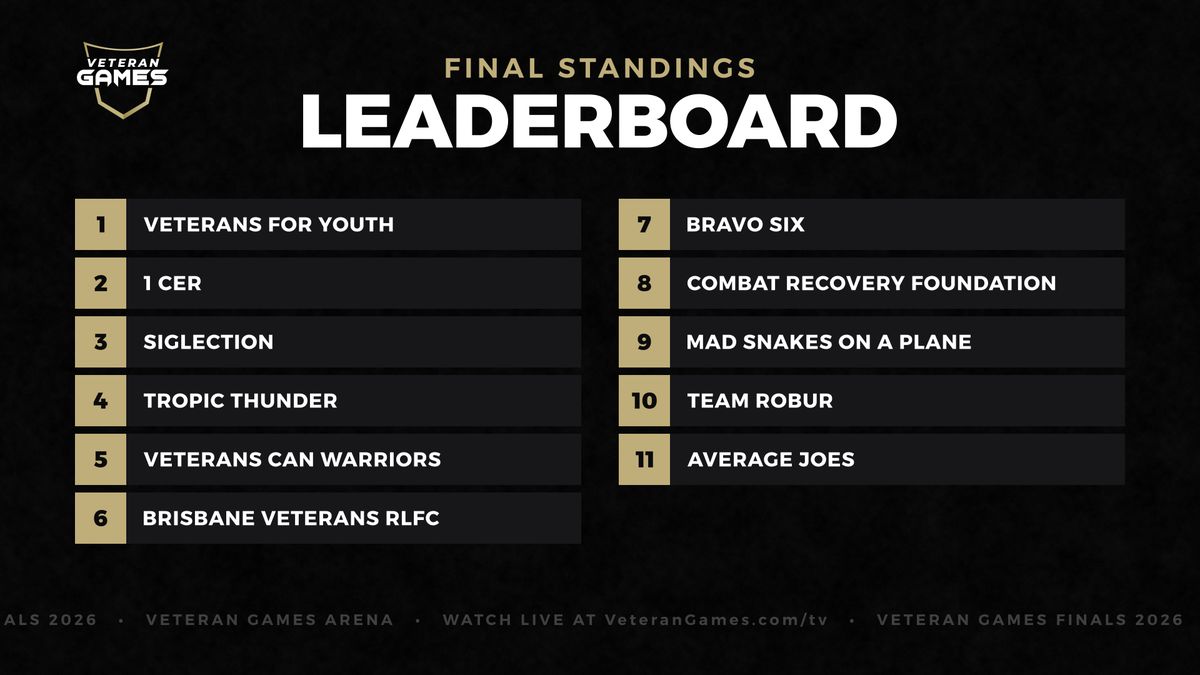 VETERAN
GAMES
FINAL STANDINGS
LEADERBOARD
1 VETERANS FOR YOUTH
2 1 CER
3 SIGLECTION
4 TROPIC THUNDER
5 VETERANS CAN WARRIORS
6 BRISBANE VETERANS RLFC
7 BRAVO SIX
8 COMBAT RECOVERY FOUNDATION
9 MAD SNAKES ON A PLANE
10 TEAM ROBUR
11 AVERAGE JOES
ALS 2026 • VETERAN GAMES ARENA • WATCH LIVE AT VeteranGames.com/tv • VETERAN GAMES FINALS 2026